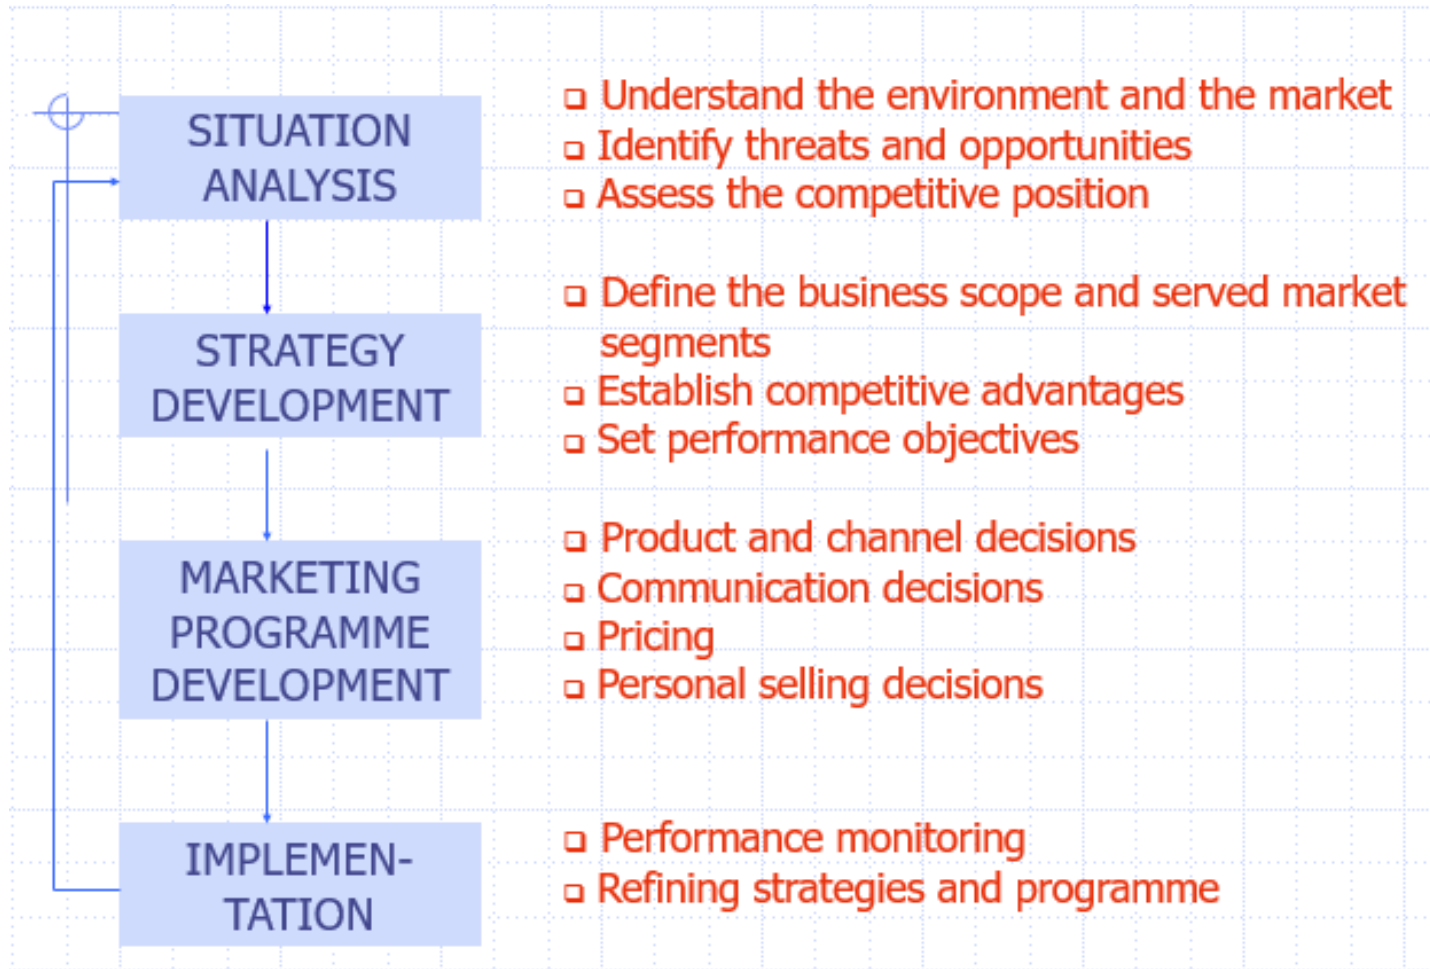 SITUATION
ANALYSIS
❑ Understand the environment and the market
❑ Identify threats and opportunities
❑ Assess the competitive position
STRATEGY
DEVELOPMENT
❑ Define the business scope and served market
segments
❑ Establish competitive advantages
❑ Set performance objectives
MARKETING
PROGRAMME
DEVELOPMENT
❑ Product and channel decisions
❑ Communication decisions
❑ Pricing
❑ Personal selling decisions
IMPLEMEN-
TATION
❑ Performance monitoring
❑ Refining strategies and programme